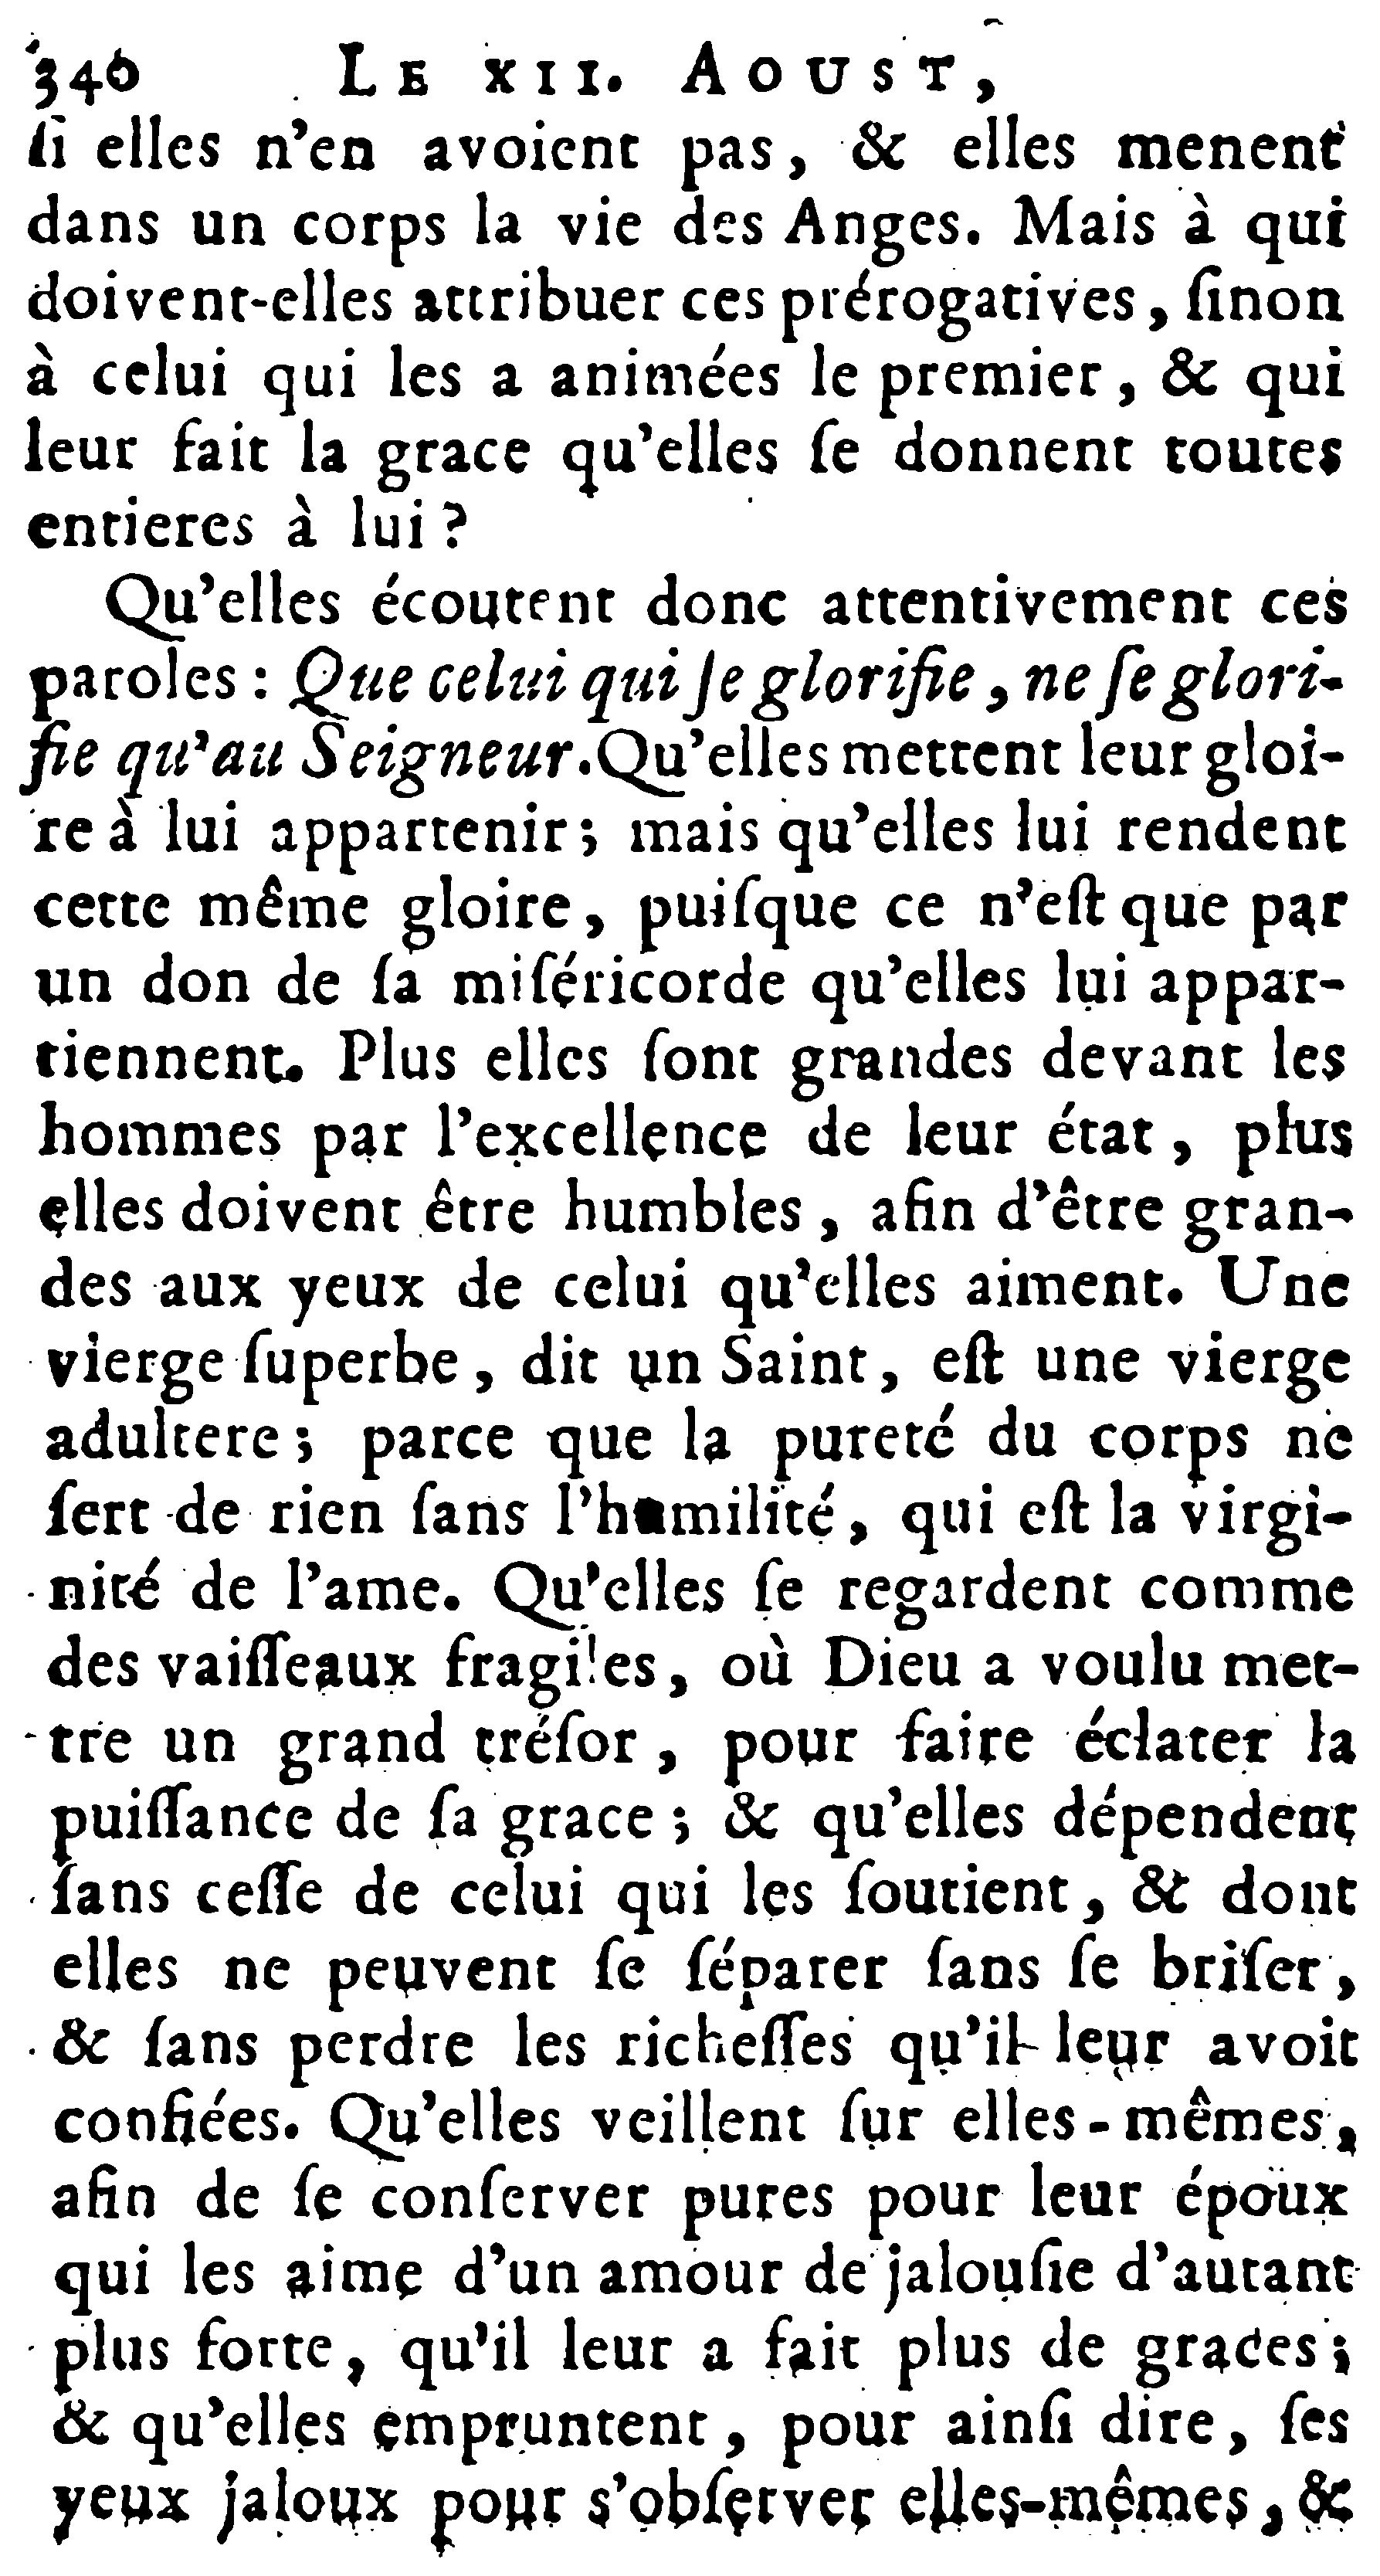 340 LE XII. AOUST,
ſi elles n'en avoient pas, & elles menent
dans un corps la vie des Anges. Mais à qui
doivent-elles attribuer ces prérogatives, ſinon
à celui qui les a animées le premier, & qui
leur fait la grace qu'elles ſe donnent toutes
entieres à lui?
Qu'elles écoutent donc attentivement ces
paroles: Que celui qui ſe glorifie, ne ſe glori-
fie qu'au Seigneur. Qu'elles mettent leur gloi-
re à lui appartenir; mais qu'elles lui rendent
cette même gloire, puiſque ce n'eſt que par
un don de ſa miſéricorde qu'elles lui appar-
tiennent. Plus elles ſont grandes devant les
hommes par l'excellence de leur état, plus
elles doivent être humbles, afin d'être gran-
des aux yeux de celui qu'elles aiment. Une
vierge ſuperbe, dit un Saint, eſt une vierge
adultere; parce que la pureté du corps ne
ſert de rien ſans l'humilité, qui eſt la virgi-
nité de l'ame. Qu'elles ſe regardent comme
des vaiſſeaux fragiles, où Dieu a voulu met-
tre un grand tréſor, pour faire éclater la
puiſſance de ſa grace; & qu'elles dépendent
ſans ceſſe de celui qui les ſoutient, & dont
elles ne peuvent ſe ſéparer ſans ſe briſer,
& ſans perdre les richeſſes qu'il leur avoit
confiées. Qu'elles veillent ſur elles-mêmes,
afin de ſe conſerver pures pour leur époux
qui les aime d'un amour de jalouſie d'autant
plus forte, qu'il leur a fait plus de graces;
& qu'elles empruntent, pour ainſi dire, ſes
yeux jaloux pour s'obſerver elles-mêmes, &